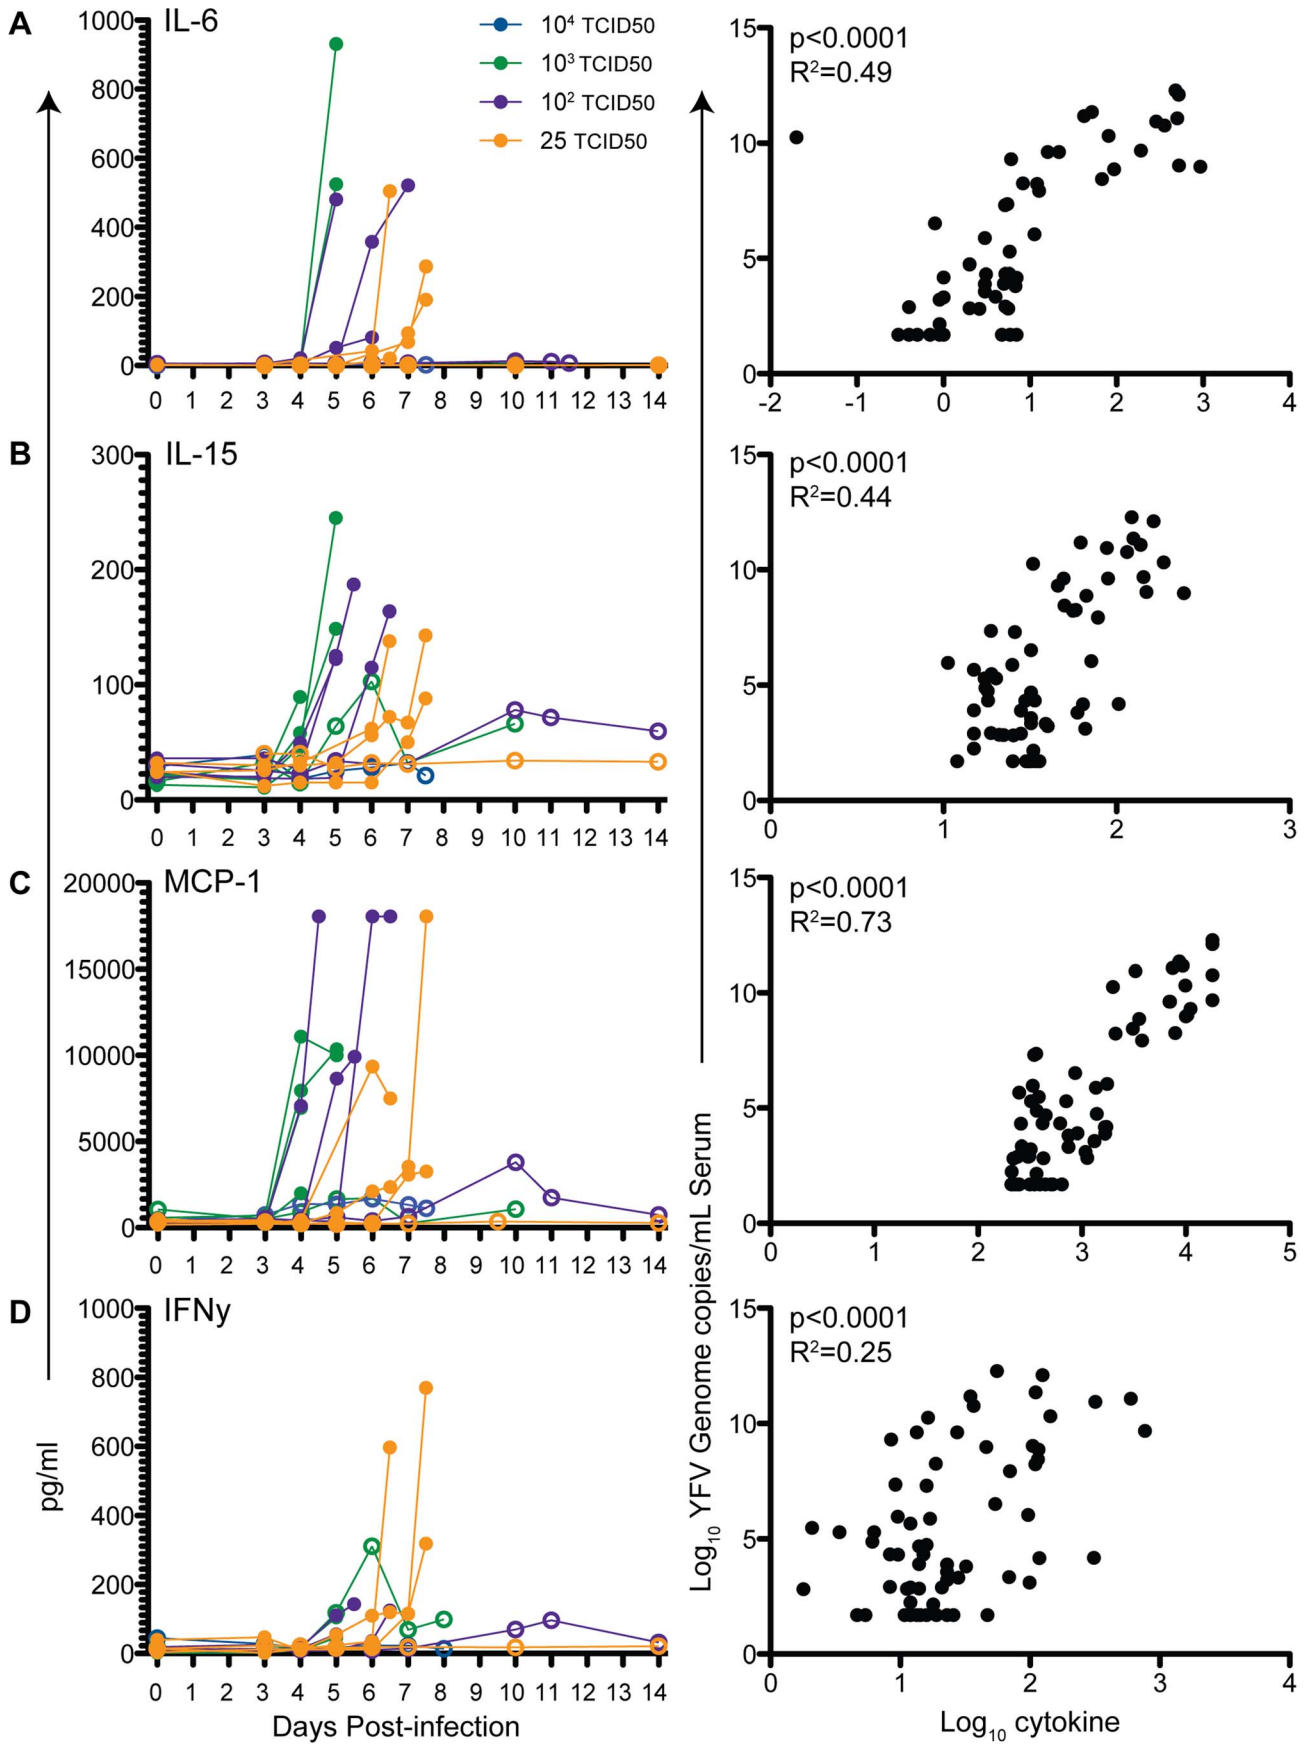 A
IL-6
10⁴ TCID50
10³ TCID50
10² TCID50
25 TCID50
1000
800
600
400
200
0
0 1 2 3 4 5 6 7 8 9 10 11 12 13 14
p<0.0001
R²=0.49
15
10
5
0
-2 -1 0 1 2 3 4
B
IL-15
300
200
100
0
0 1 2 3 4 5 6 7 8 9 10 11 12 13 14
p<0.0001
R²=0.44
15
10
5
0
0 1 2 3
C
MCP-1
20000
15000
10000
5000
0
0 1 2 3 4 5 6 7 8 9 10 11 12 13 14
p<0.0001
R²=0.73
15
10
5
0
0 1 2 3 4 5
D
IFNy
1000
800
600
400
200
0
0 1 2 3 4 5 6 7 8 9 10 11 12 13 14
p<0.0001
R²=0.25
15
10
5
0
0 1 2 3 4
pg/ml
Days Post-infection
Log₁₀ YFV Genome copies/mL Serum
Log₁₀ cytokine